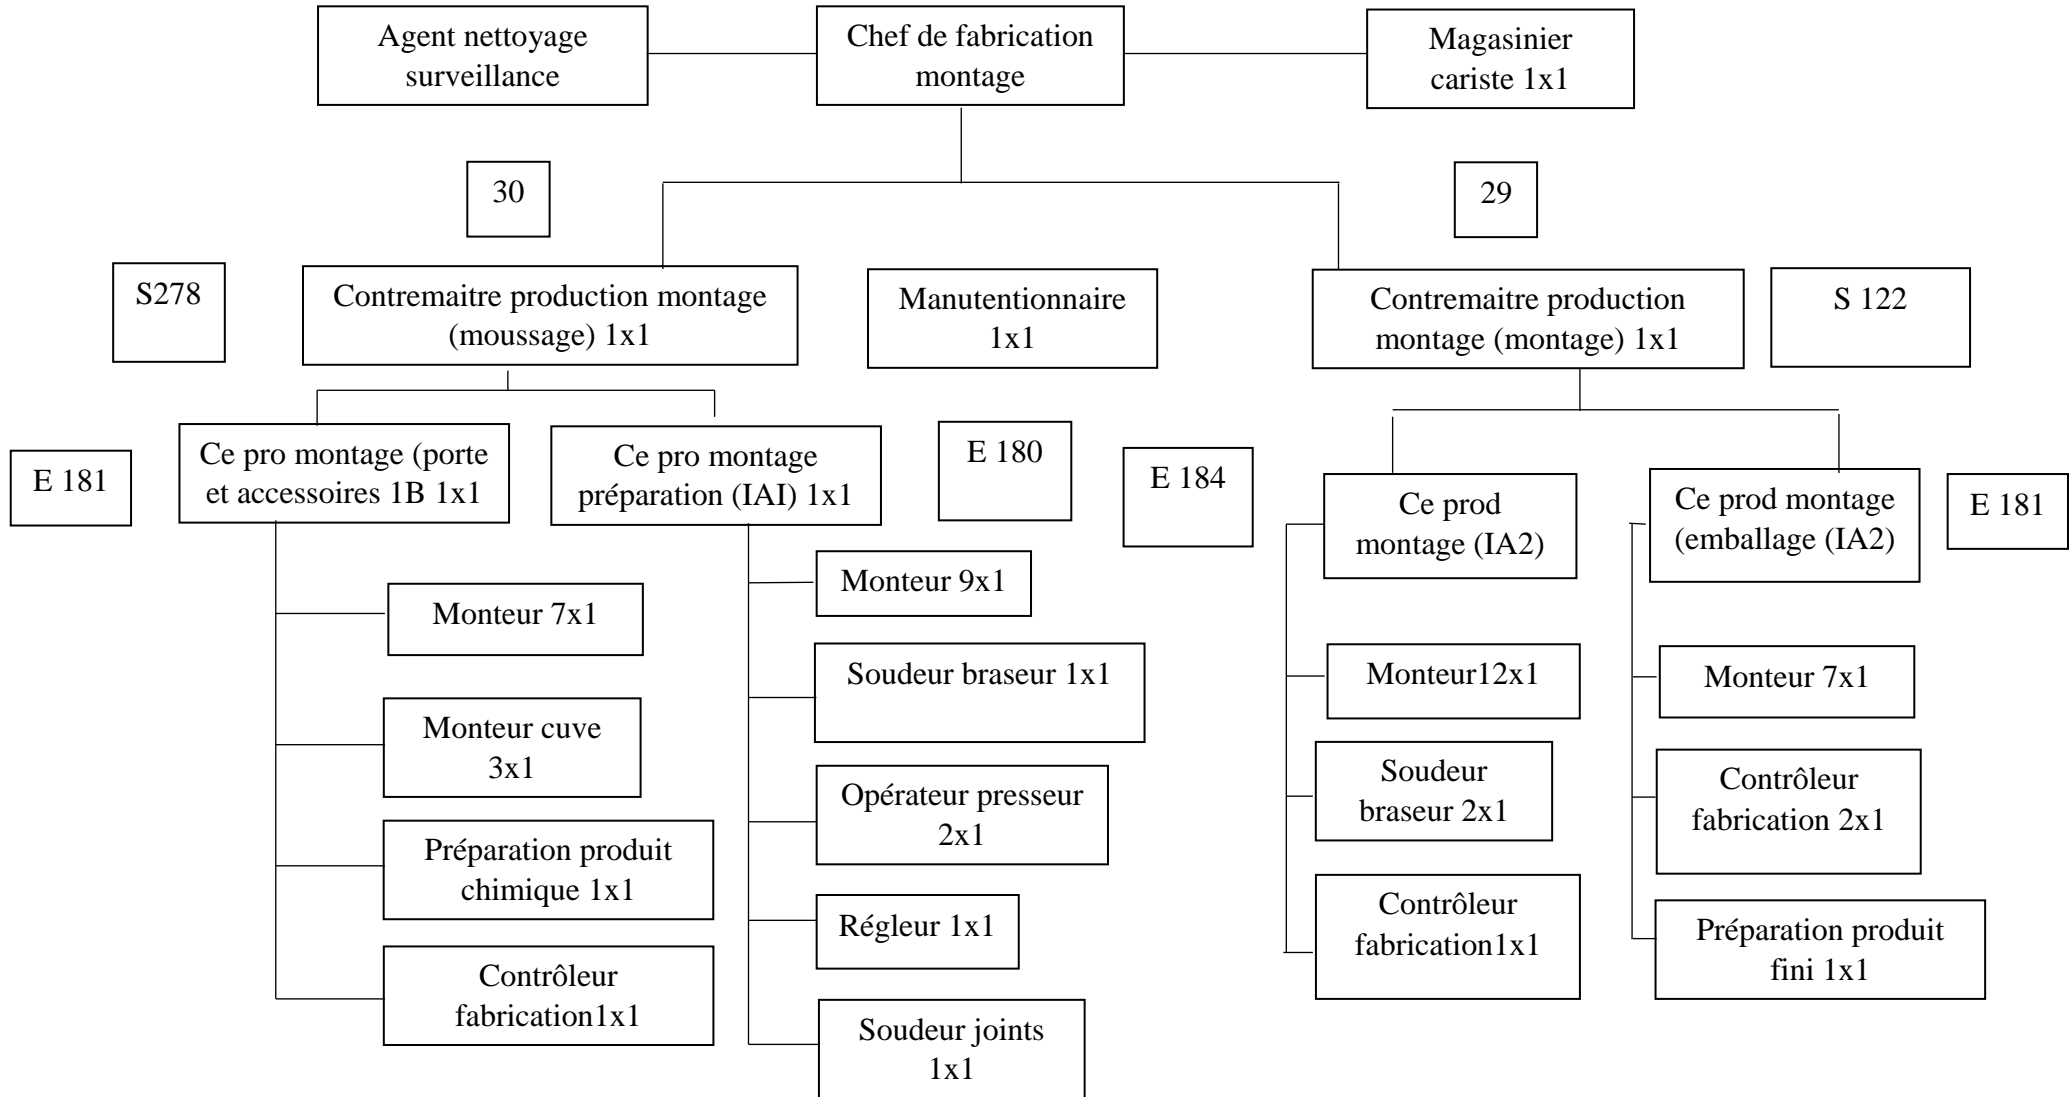 Agent nettoyage
surveillance
Chef de fabrication
montage
Magasinier
cariste 1x1
30
29
S278
Contremaitre production montage
(moussage) 1x1
Manutentionnaire
1x1
Contremaitre production
montage (montage) 1x1
S 122
E 181
Ce pro montage (porte
et accessoires 1B 1x1
Ce pro montage
préparation (IAI) 1x1
E 180
E 184
Ce prod
montage (IA2)
Ce prod montage
(emballage (IA2)
E 181
Monteur 7x1
Monteur cuve
3x1
Préparation produit
chimique 1x1
Contrôleur
fabrication1x1
Monteur 9x1
Soudeur braseur 1x1
Opérateur presseur
2x1
Régleur 1x1
Soudeur joints
1x1
Monteur12x1
Soudeur
braseur 2x1
Contrôleur
fabrication1x1
Monteur 7x1
Contrôleur
fabrication 2x1
Préparation produit
fini 1x1